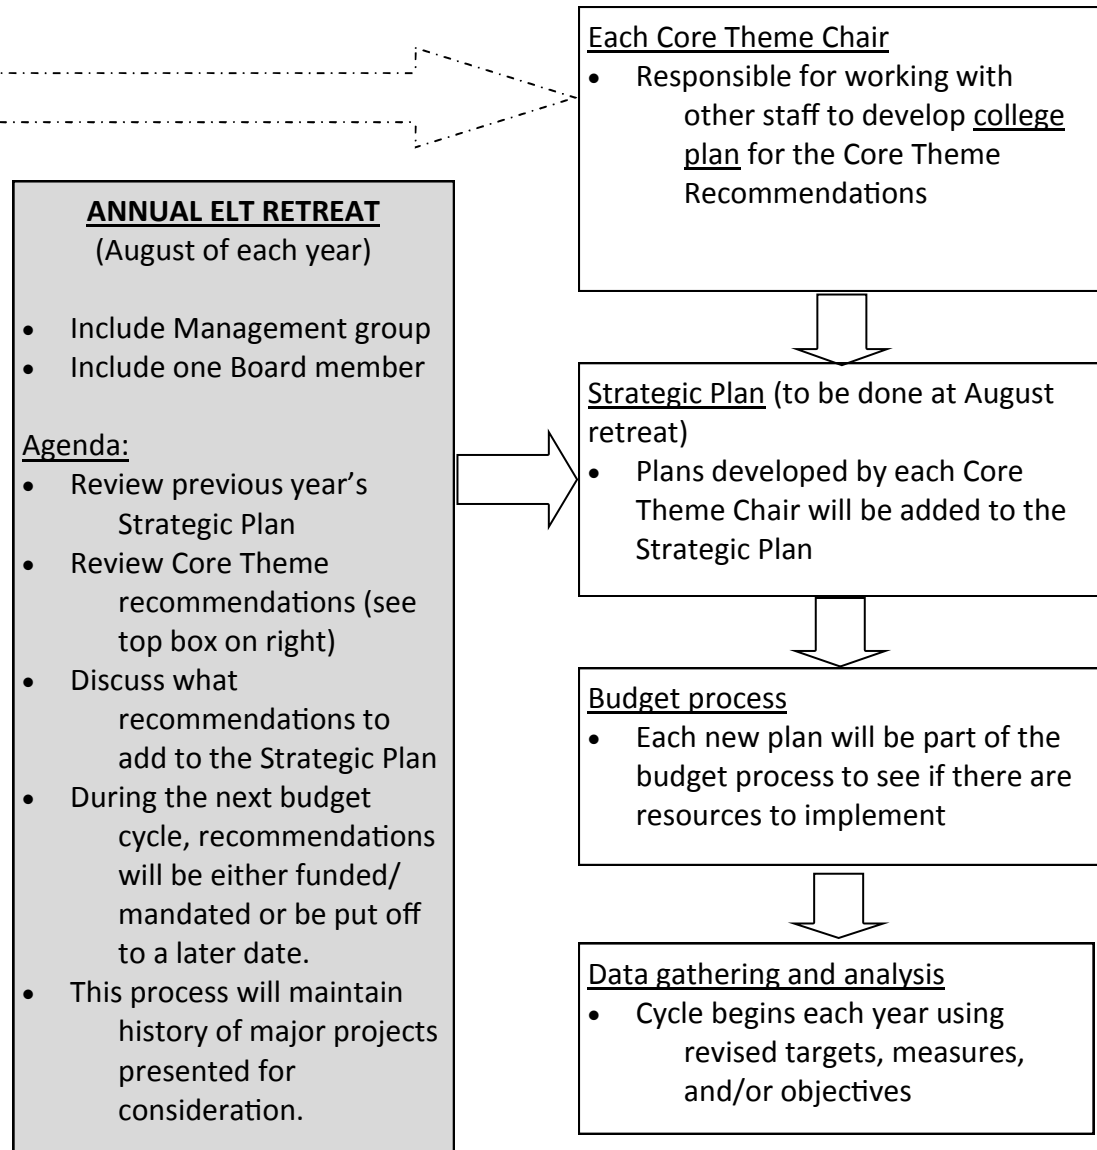 Each Core Theme Chair
• Responsible for working with
other staff to develop college
plan for the Core Theme
Recommendations
ANNUAL ELT RETREAT
(August of each year)
• Include Management group
• Include one Board member
Agenda:
• Review previous year’s
Strategic Plan
• Review Core Theme
recommendations (see
top box on right)
• Discuss what
recommendations to
add to the Strategic Plan
• During the next budget
cycle, recommendations
will be either funded/
mandated or be put off
to a later date.
• This process will maintain
history of major projects
presented for
consideration.
Strategic Plan (to be done at August
retreat)
• Plans developed by each Core
Theme Chair will be added to the
Strategic Plan
Budget process
• Each new plan will be part of the
budget process to see if there are
resources to implement
Data gathering and analysis
• Cycle begins each year using
revised targets, measures,
and/or objectives